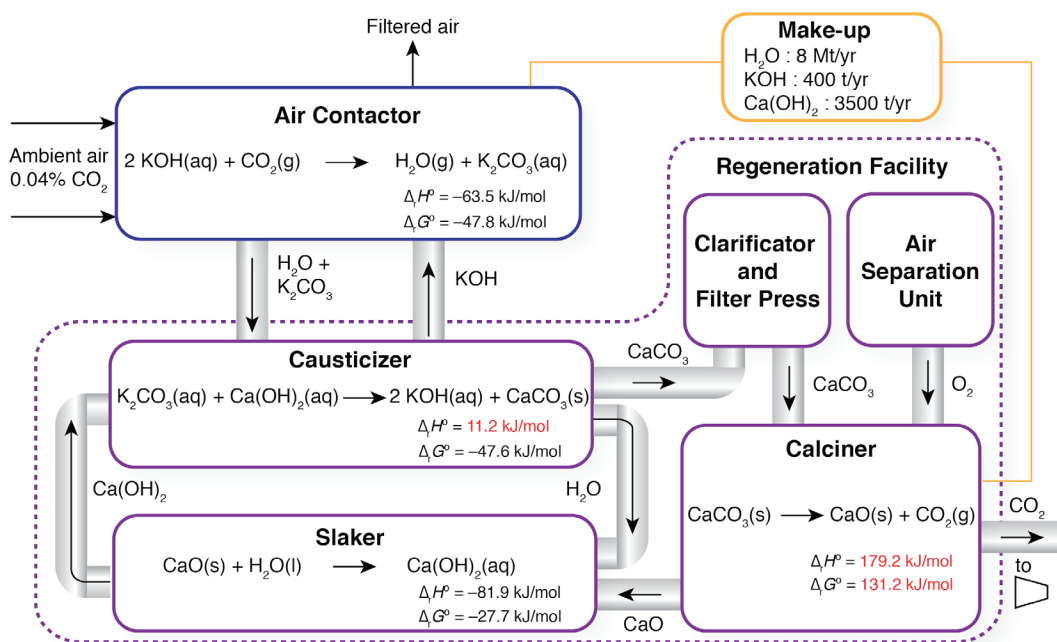 Filtered air
Make-up
H₂O : 8 Mt/yr
KOH : 400 t/yr
Ca(OH)₂ : 3500 t/yr
Air Contactor
Ambient air
0.04% CO₂
2 KOH(aq) + CO₂(g) → H₂O(g) + K₂CO₃(aq)
ΔᵣH° = –63.5 kJ/mol
ΔᵣG° = –47.8 kJ/mol
Regeneration Facility
Clarificator
and
Filter Press
Air
Separation
Unit
H₂O +
K₂CO₃
KOH
Causticizer
K₂CO₃(aq) + Ca(OH)₂(aq) → 2 KOH(aq) + CaCO₃(s)
ΔᵣH° = 11.2 kJ/mol
ΔᵣG° = –47.6 kJ/mol
CaCO₃
CaCO₃
O₂
Ca(OH)₂
H₂O
Calciner
CaCO₃(s) → CaO(s) + CO₂(g)
ΔᵣH° = 179.2 kJ/mol
ΔᵣG° = 131.2 kJ/mol
CO₂
to
Slaker
CaO(s) + H₂O(l) → Ca(OH)₂(aq)
ΔᵣH° = –81.9 kJ/mol
ΔᵣG° = –27.7 kJ/mol
CaO